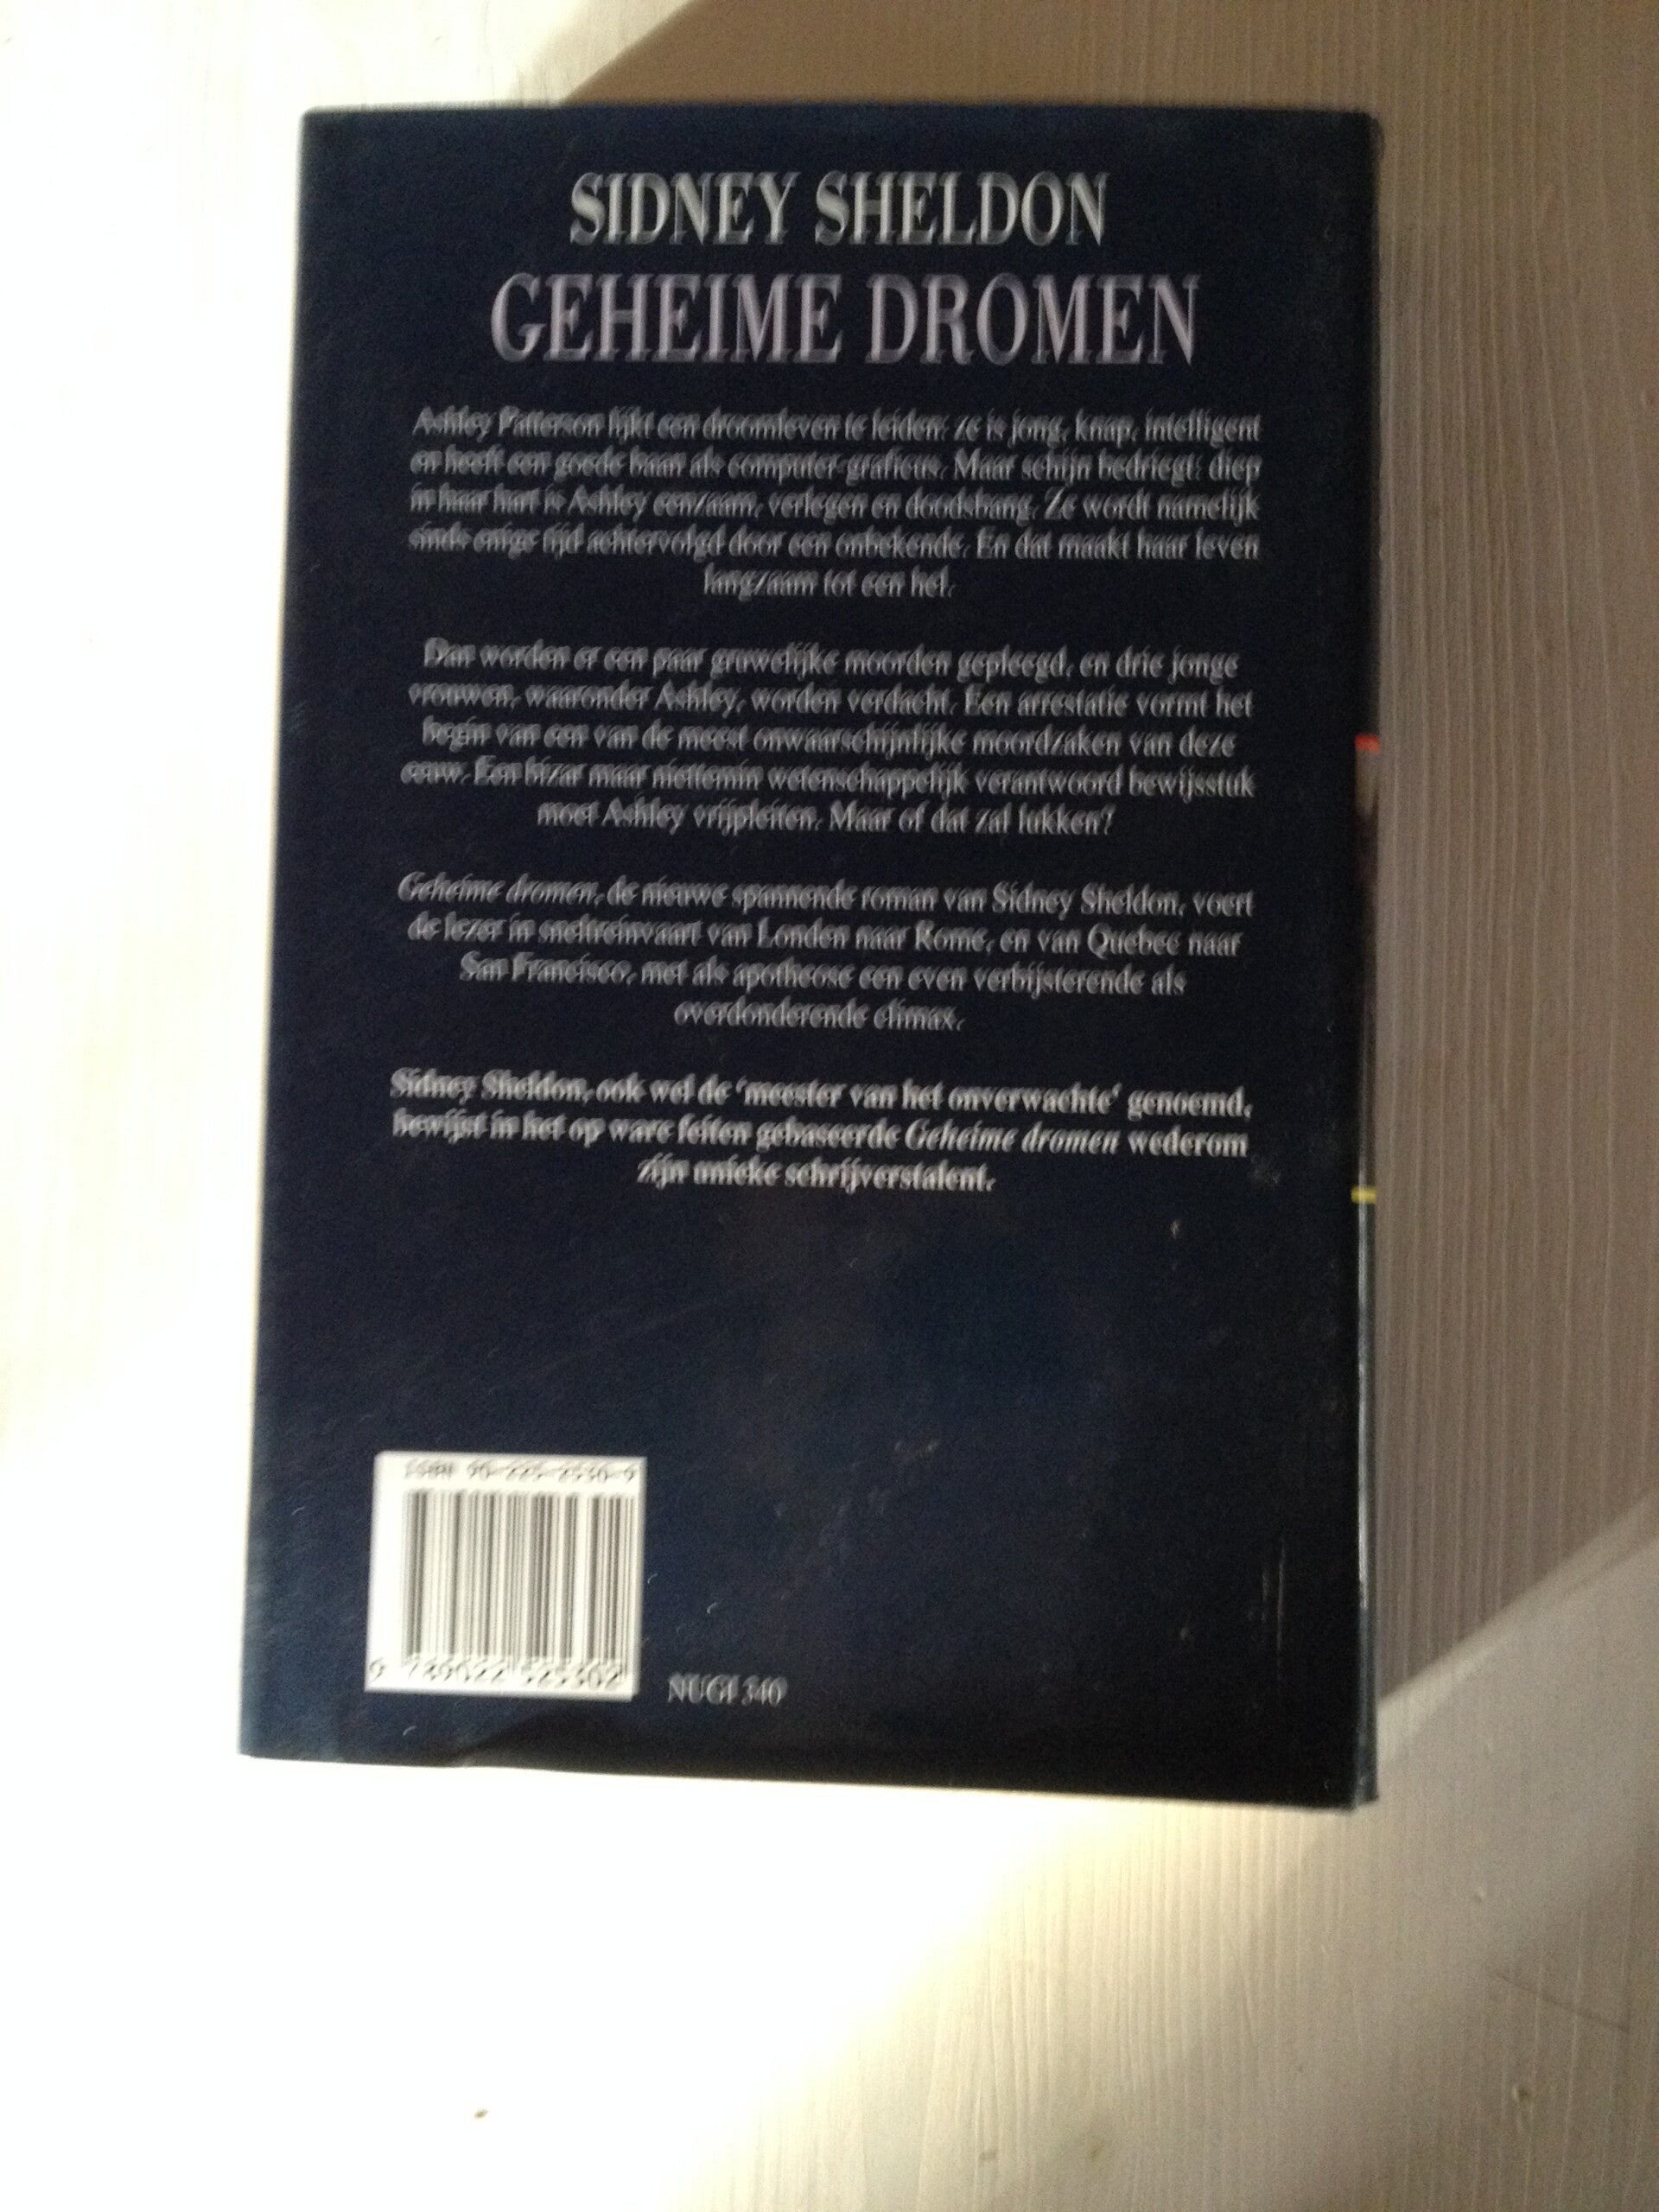 SIDNEY SHELDON
GEHEIME DROMEN
Ashley Patterson lijkt een droomleven te leiden: ze is jong, knap, intelligent
en heeft een goede baan als computer-graficus. Maar schijn bedriegt: diep
in haar hart is Ashley eenzaam, verlegen en doodsbang. Ze wordt namelijk
sinds enige tijd achtervolgd door een onbekende. En dat maakt haar leven
langzaam tot een hel.
Dan worden er een paar gruwelijke moorden gepleegd, en drie jonge
vrouwen, waaronder Ashley, worden verdacht. Een arrestatie vormt het
begin van een van de meest onwaarschijnlijke moordzaken van deze
eeuw. Een bizar maar niettemin wetenschappelijk verantwoord bewijsstuk
moet Ashley vrijpleiten. Maar of dat zal lukken?
Geheime dromen, de nieuwe spannende roman van Sidney Sheldon, voert
de lezer in sneltreinvaart van Londen naar Rome, en van Quebec naar
San Francisco, met als apotheose een even verbijsterende als
overdonderende climax.
Sidney Sheldon, ook wel de 'meester van het onverwachte' genoemd,
bewijst in het op ware feiten gebaseerde Geheime dromen wederom
zijn unieke schrijverstalent.
ISBN 90-225-2530-9
9 789022 525302
NUGI 340